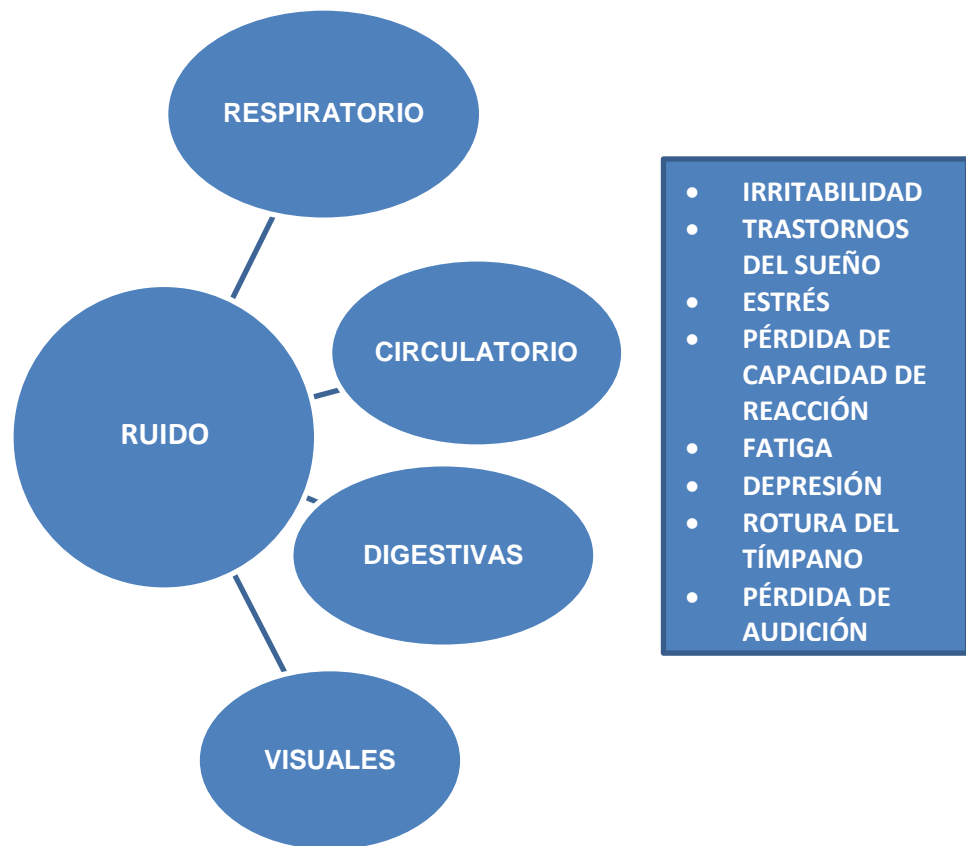 RESPIRATORIO
CIRCULATORIO
RUIDO
DIGESTIVAS
VISUALES
• IRRITABILIDAD
• TRASTORNOS
DEL SUEÑO
• ESTRÉS
• PÉRDIDA DE
CAPACIDAD DE
REACCIÓN
• FATIGA
• DEPRESIÓN
• ROTURA DEL
TÍMPANO
• PÉRDIDA DE
AUDICIÓN